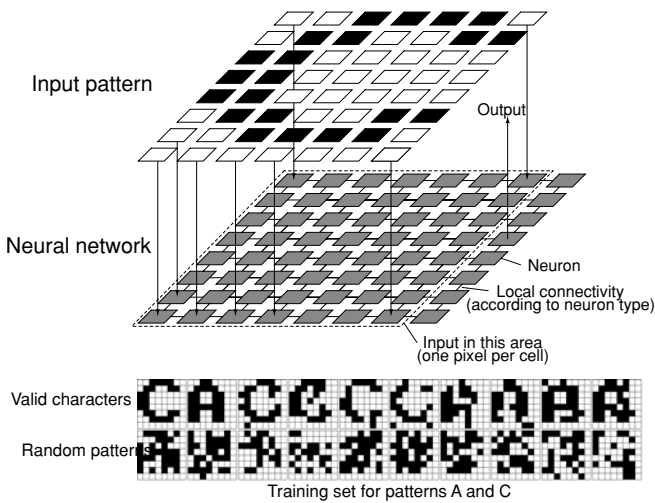 Input pattern
Output
Neural network
Neuron
Local connectivity
(according to neuron type)
Input in this area
(one pixel per cell)
Valid characters
Random patterns
Training set for patterns A and C